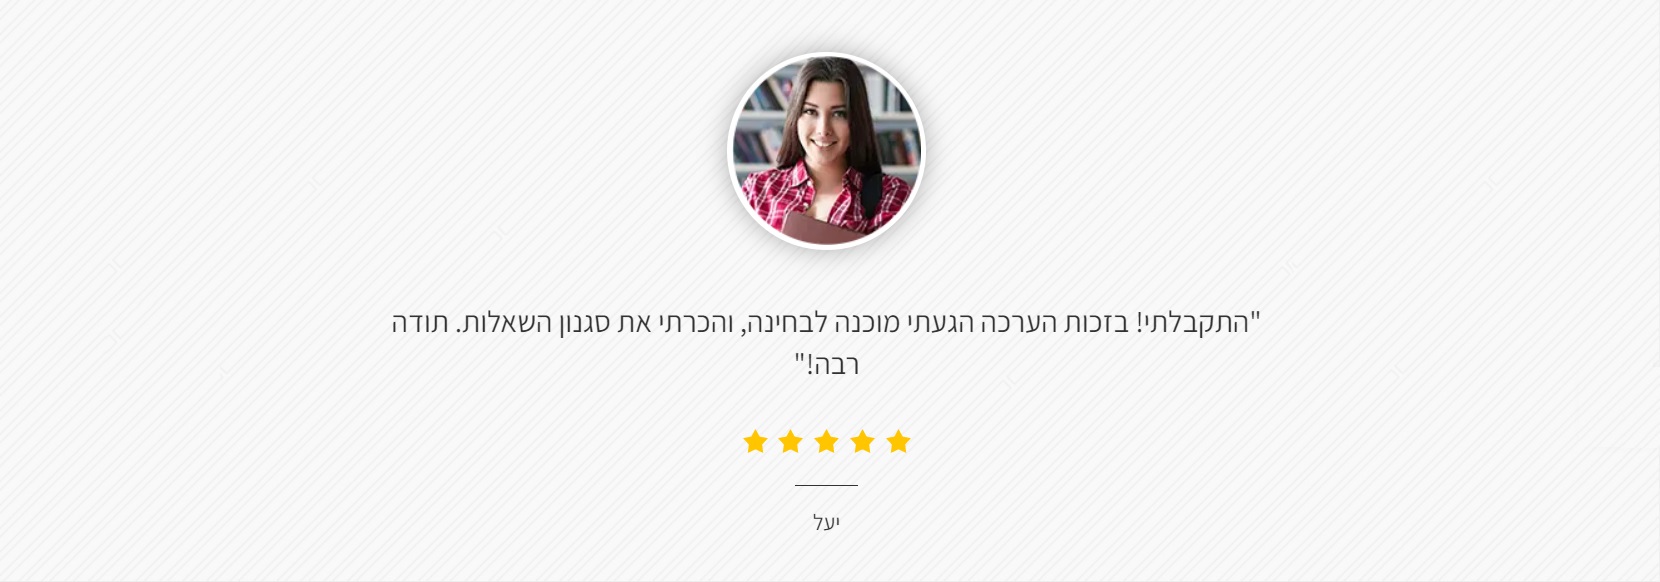 "התקבלתי! בזכות הערכה הגעתי מוכנה לבחינה, והכרתי את סגנון השאלות. תודה
רבה!"
יעל